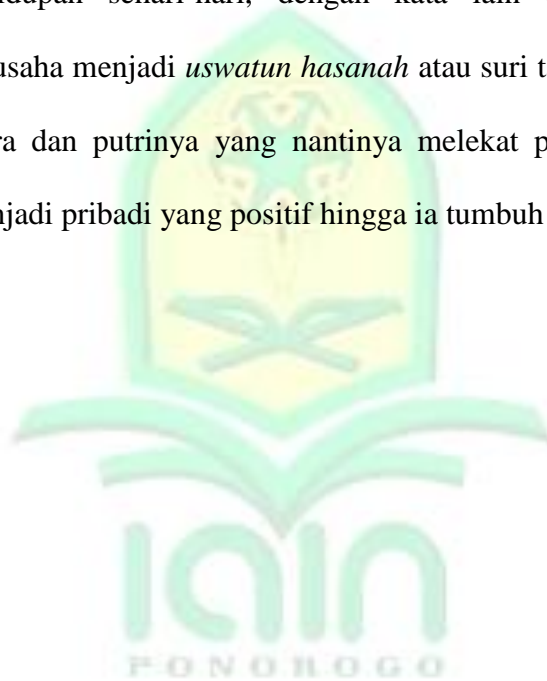 hidupan sehari-hari, dengan kata lain
usaha menjadi uswatun hasanah atau suri t
ra dan putrinya yang nantinya melekat p
njadi pribadi yang positif hingga ia tumbuh
iain
PONOROGO